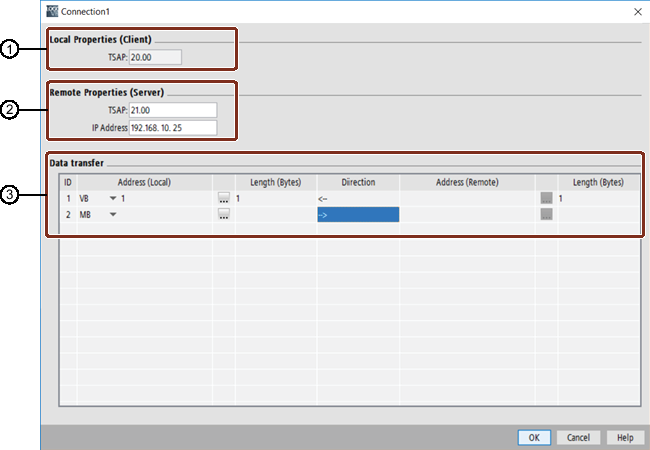 Connection1
1
Local Properties (Client)
TSAP: 20.00
2
Remote Properties (Server)
TSAP: 21.00
IP Address 192.168. 10. 25
3
Data transfer
ID Address (Local) Length (Bytes) Direction Address (Remote) Length (Bytes)
1 VB 1 ... 1 <-- ... 1
2 MB ... --> ...
OK Cancel Help